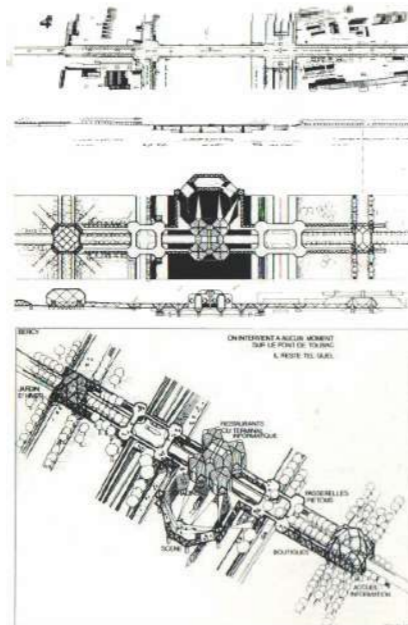 BERCY
ON INTERVIENT A AUCUN MOMENT
SUR LE PONT DE TOLBIAC
IL RESTE TEL QUEL
JARDIN
D'HIVER
RESTAURANTS
OU TERMINAL
INFORMATIQUE
PASSERELLES
PIETONS
SCENE
BOUTIQUES
ACCUEIL
INFORMATION